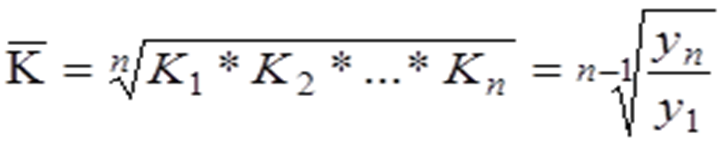 K̅ = ⁿ√(K₁ * K₂ * ... * Kₙ) = ⁿ⁻¹√(yₙ / y₁)